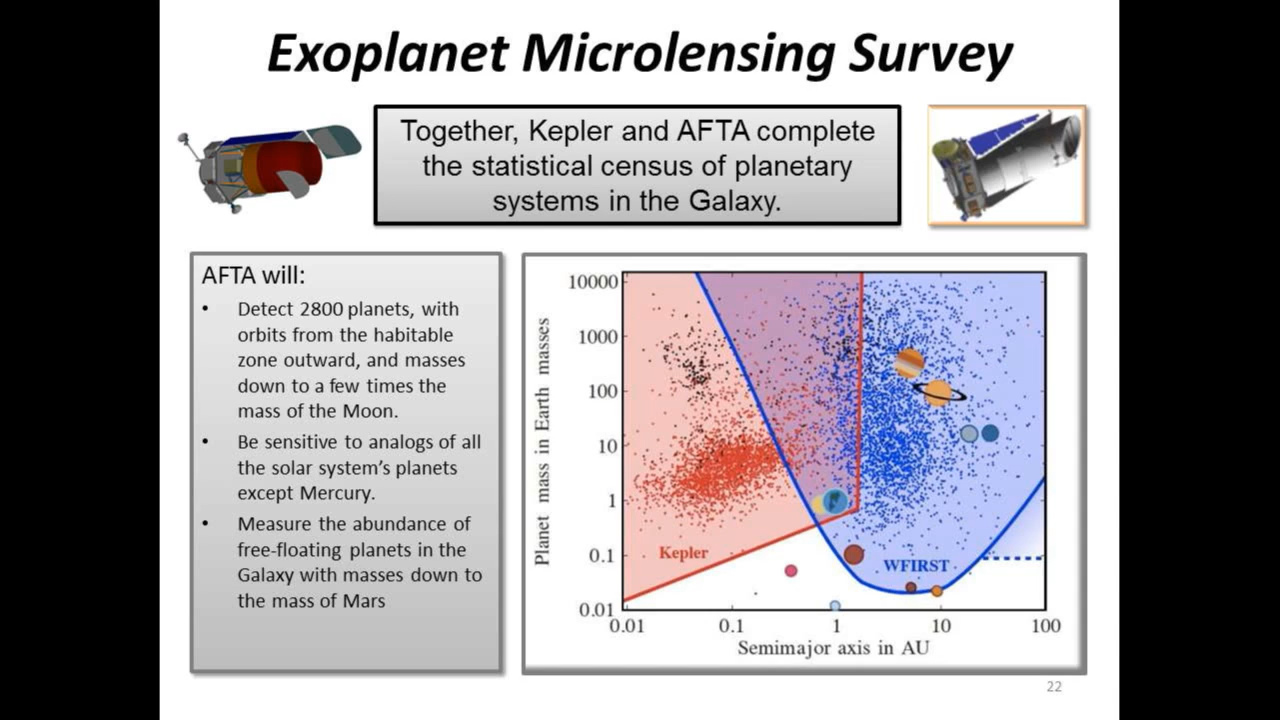 Exoplanet Microlensing Survey
Together, Kepler and AFTA complete
the statistical census of planetary
systems in the Galaxy.
AFTA will:
• Detect 2800 planets, with
orbits from the habitable
zone outward, and masses
down to a few times the
mass of the Moon.
• Be sensitive to analogs of all
the solar system’s planets
except Mercury.
• Measure the abundance of
free-floating planets in the
Galaxy with masses down to
the mass of Mars
Planet mass in Earth masses
10000
1000
100
10
1
0.1
0.01
Kepler
WFIRST
0.01 0.1 1 10 100
Semimajor axis in AU
22